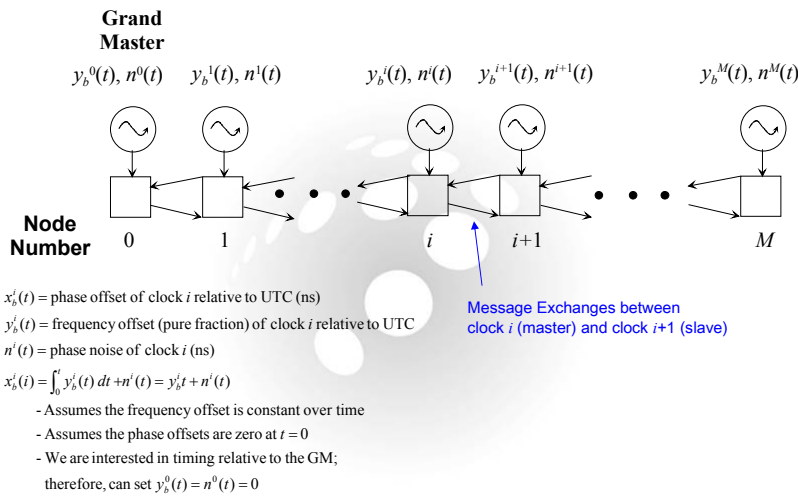 Grand
Master
y_b^0(t), n^0(t) y_b^1(t), n^1(t) y_b^i(t), n^i(t) y_b^{i+1}(t), n^{i+1}(t) y_b^M(t), n^M(t)
Node
Number 0 1 i i+1 M
Message Exchanges between
clock i (master) and clock i+1 (slave)
x_b^i(t) = phase offset of clock i relative to UTC (ns)
y_b^i(t) = frequency offset (pure fraction) of clock i relative to UTC
n^i(t) = phase noise of clock i (ns)
x_b^i(i) = ∫_0^t y_b^i(t) dt + n^i(t) = y_b^i t + n^i(t)
- Assumes the frequency offset is constant over time
- Assumes the phase offsets are zero at t = 0
- We are interested in timing relative to the GM;
therefore, can set y_b^0(t) = n^0(t) = 0